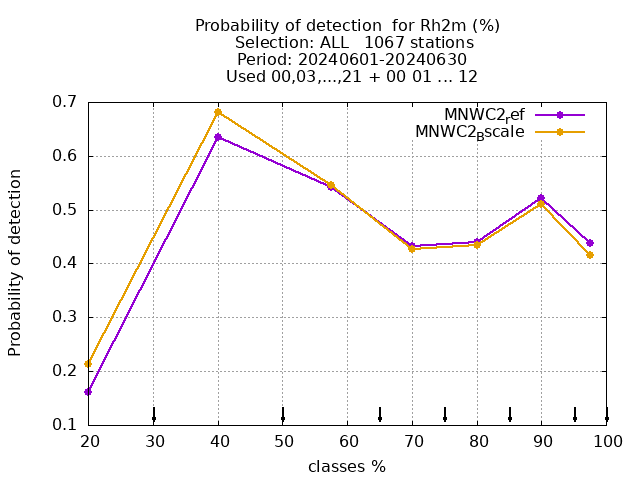 Probability of detection  for Rh2m (%)
Selection: ALL   1067 stations
Period: 20240601-20240630
Used 00,03,...,21 + 00 01 ... 12
MNWC2ref
MNWC2Bscale
Probability of detection
0.7
0.6
0.5
0.4
0.3
0.2
0.1
20 30 40 50 60 70 80 90 100
classes %